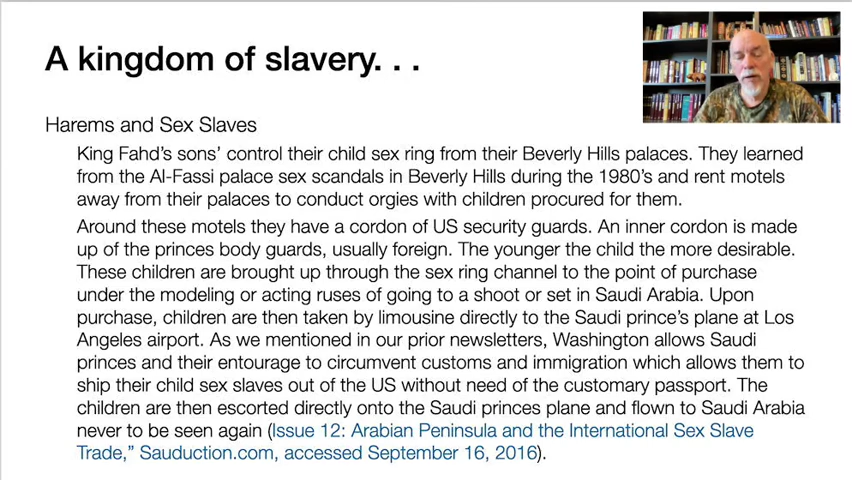 A kingdom of slavery. . .
Harems and Sex Slaves
King Fahd's sons' control their child sex ring from their Beverly Hills palaces. They learned
from the Al-Fassi palace sex scandals in Beverly Hills during the 1980's and rent motels
away from their palaces to conduct orgies with children procured for them.
Around these motels they have a cordon of US security guards. An inner cordon is made
up of the princes body guards, usually foreign. The younger the child the more desirable.
These children are brought up through the sex ring channel to the point of purchase
under the modeling or acting ruses of going to a shoot or set in Saudi Arabia. Upon
purchase, children are then taken by limousine directly to the Saudi prince's plane at Los
Angeles airport. As we mentioned in our prior newsletters, Washington allows Saudi
princes and their entourage to circumvent customs and immigration which allows them to
ship their child sex slaves out of the US without need of the customary passport. The
children are then escorted directly onto the Saudi princes plane and flown to Saudi Arabia
never to be seen again (Issue 12: Arabian Peninsula and the International Sex Slave
Trade,” Sauduction.com, accessed September 16, 2016).